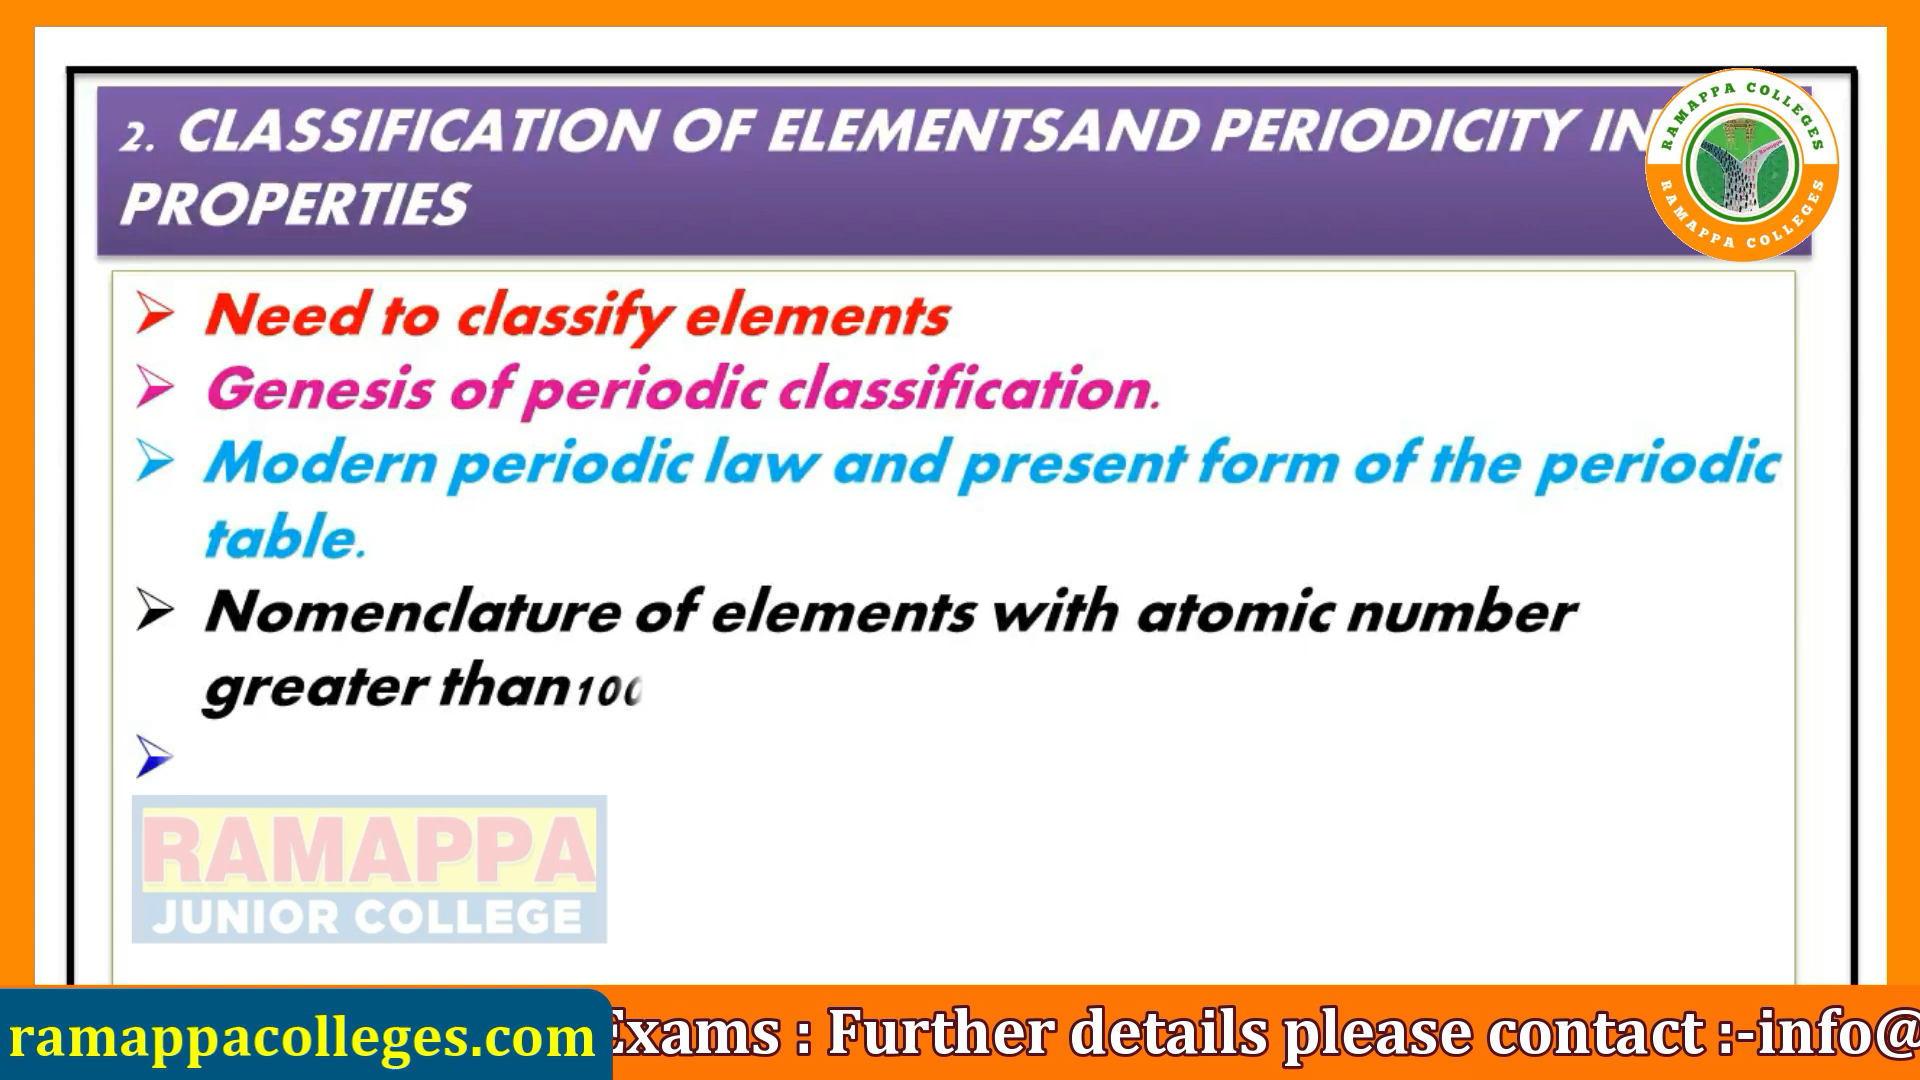 2. CLASSIFICATION OF ELEMENTSAND PERIODICITY IN
PROPERTIES
RAMAPPA COLLEGES
RAMAPPA COLLEGES
Need to classify elements
Genesis of periodic classification.
Modern periodic law and present form of the periodic
table.
Nomenclature of elements with atomic number
greater than100
RAMAPPA
JUNIOR COLLEGE
ramappacolleges.com
Exams : Further details please contact :-info@